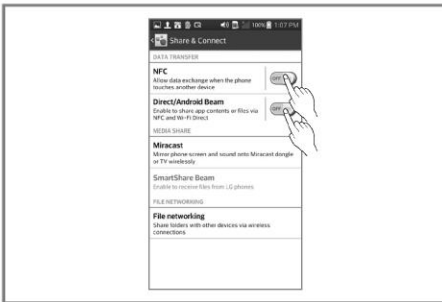 100% 1:07 PM
Share & Connect
DATA TRANSFER
NFC
Allow data exchange when the phone
touches another device
OFF
Direct/Android Beam
Enable to share app contents or files via
NFC and Wi-Fi Direct
OFF
MEDIA SHARE
Miracast
Mirror phone screen and sound onto Miracast dongle
or TV wirelessly
SmartShare Beam
Enable to receive files from LG phones
FILE NETWORKING
File networking
Share folders with other devices via wireless
connections